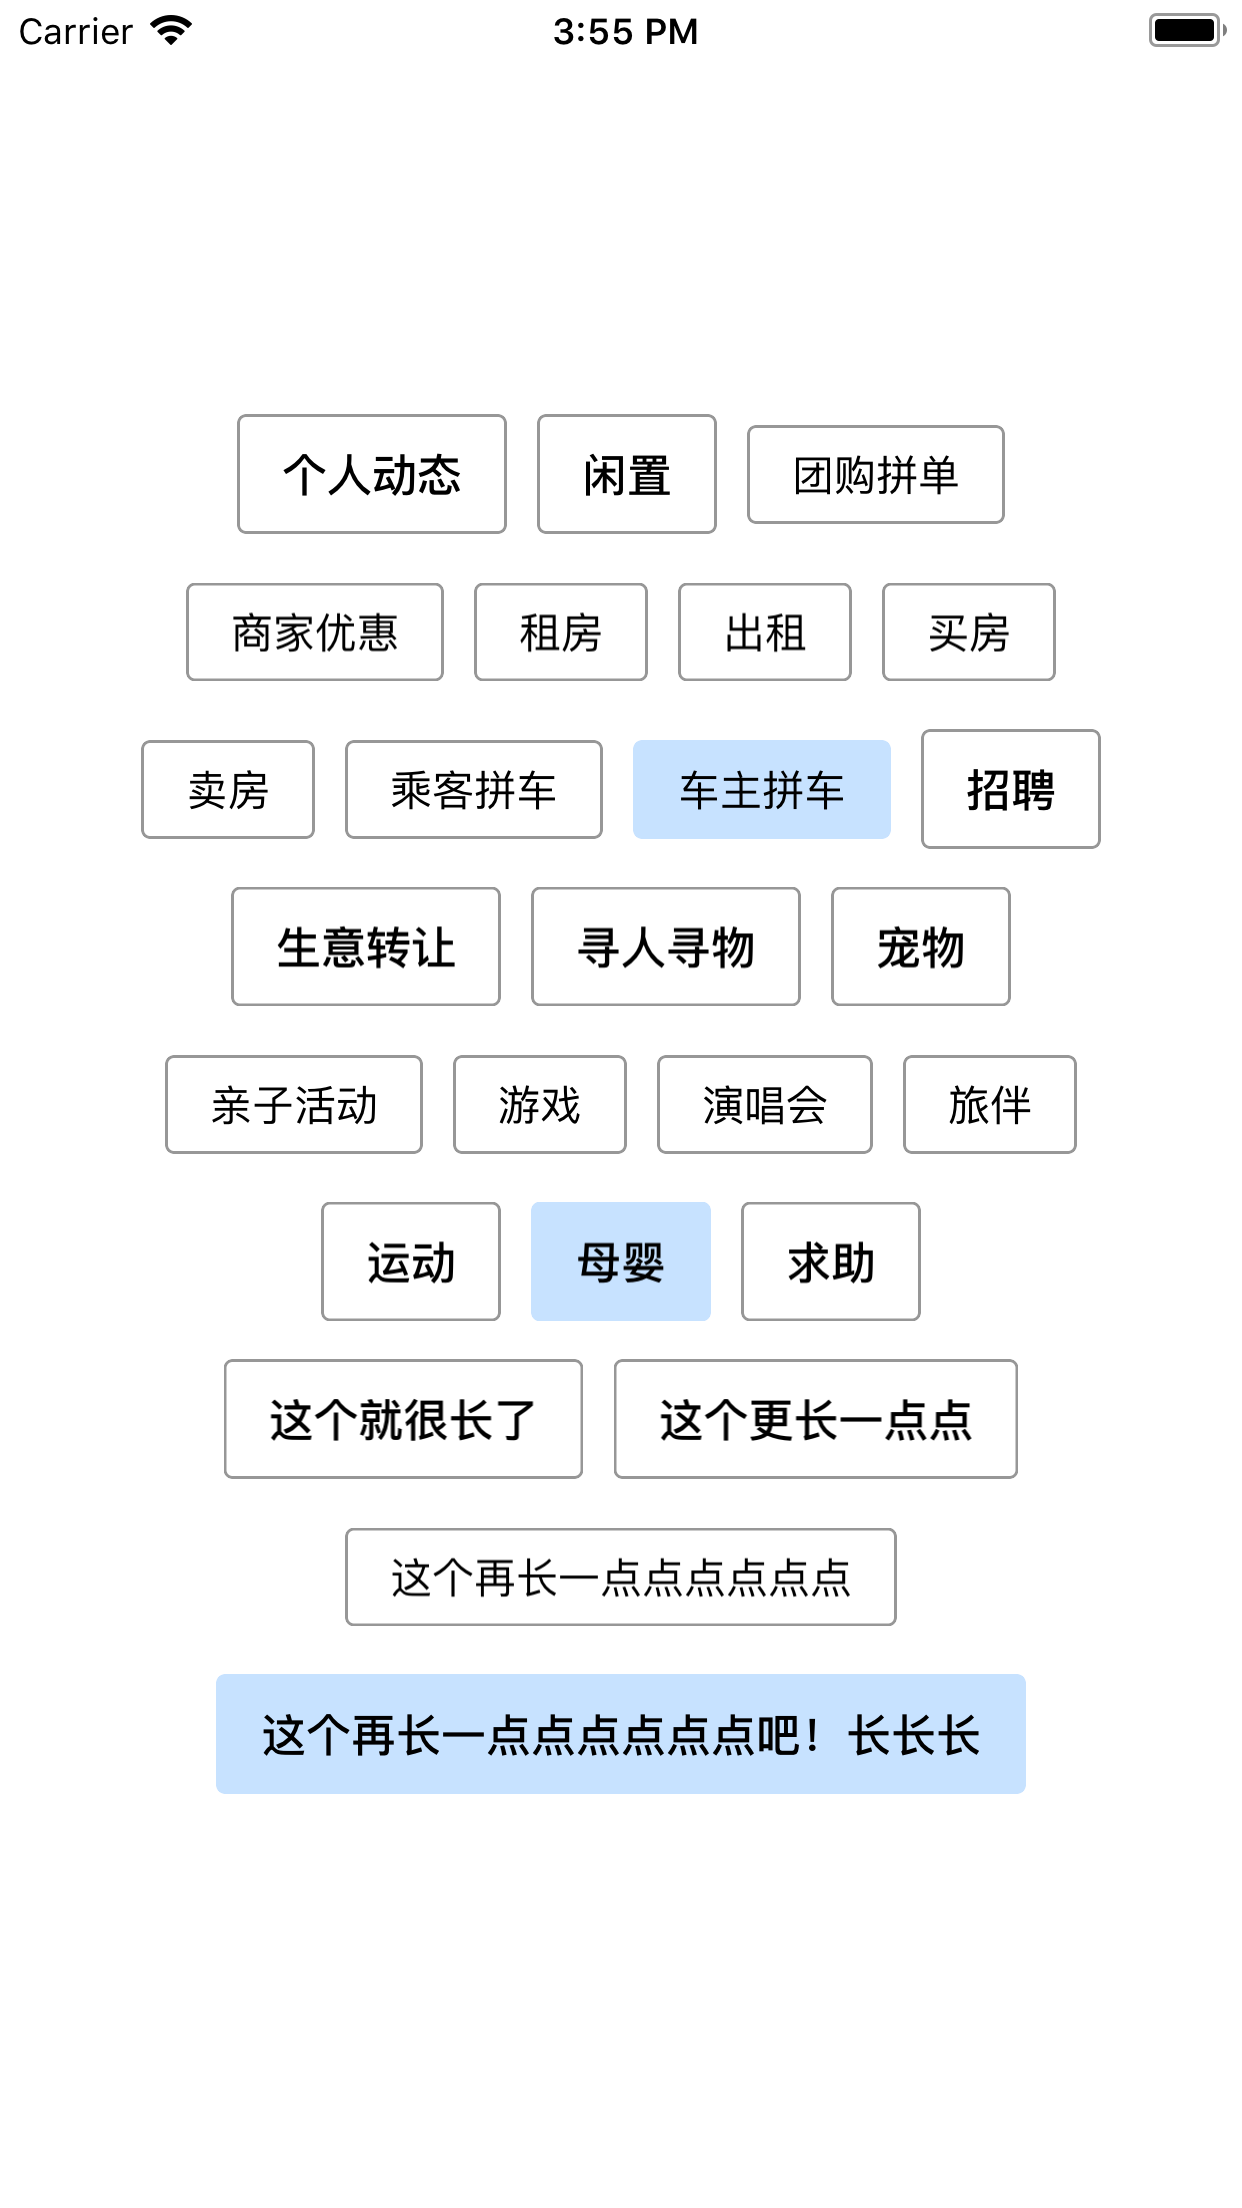 Carrier 3:55 PM
个人动态 闲置 团购拼单
商家优惠 租房 出租 买房
卖房 乘客拼车 车主拼车 招聘
生意转让 寻人寻物 宠物
亲子活动 游戏 演唱会 旅伴
运动 母婴 求助
这个就很长了 这个更长一点点
这个再长一点点点点点点
这个再长一点点点点点点吧！长长长